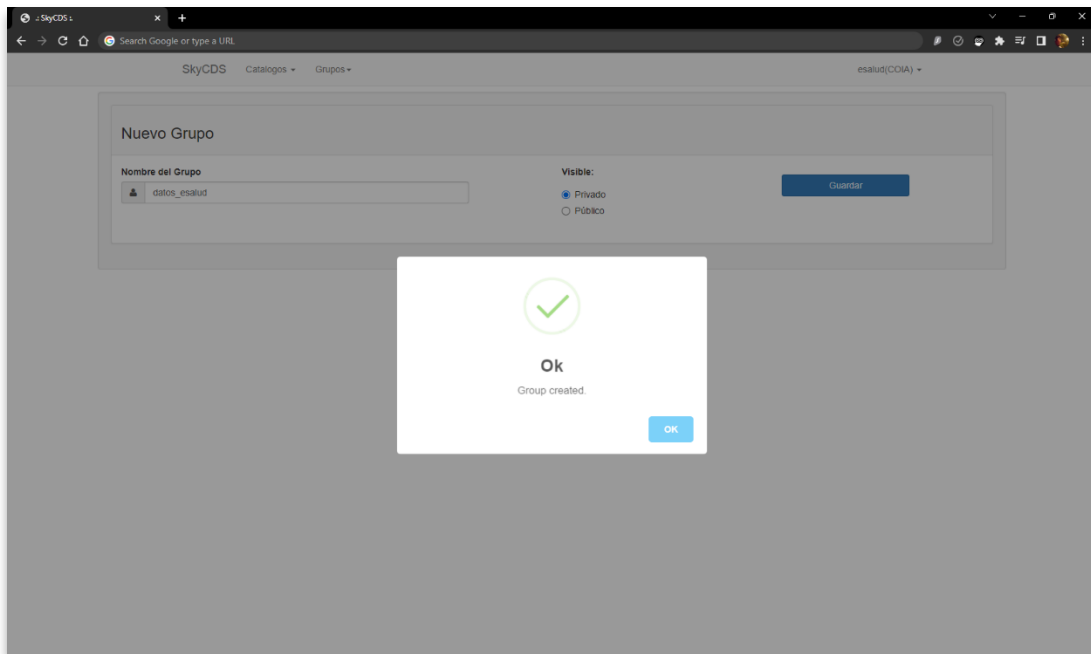 .: SkyCDS :.
Search Google or type a URL
SkyCDS Catalogos Grupos esalud(COIA)
Nuevo Grupo
Nombre del Grupo
datos_esalud
Visible:
Privado
Público
Guardar
Ok
Group created.
OK